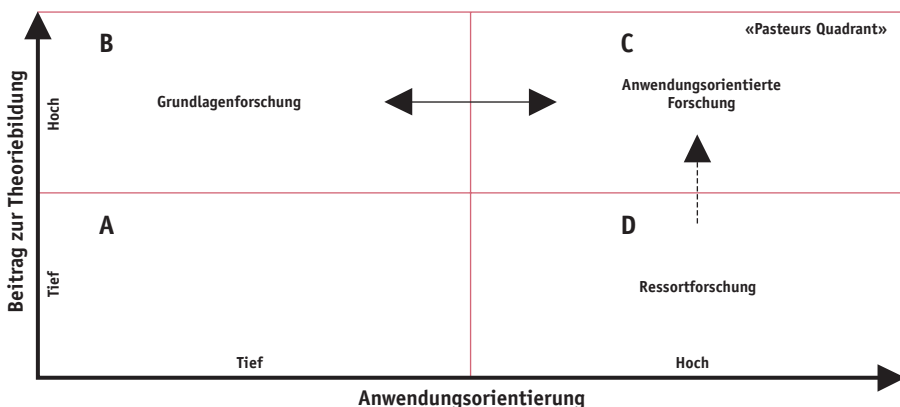 B
C
«Pasteurs Quadrant»
Grundlagenforschung
Anwendungsorientierte
Forschung
Beitrag zur Theoriebildung
Hoch
A
D
Tief
Ressortforschung
Tief
Hoch
Anwendungsorientierung